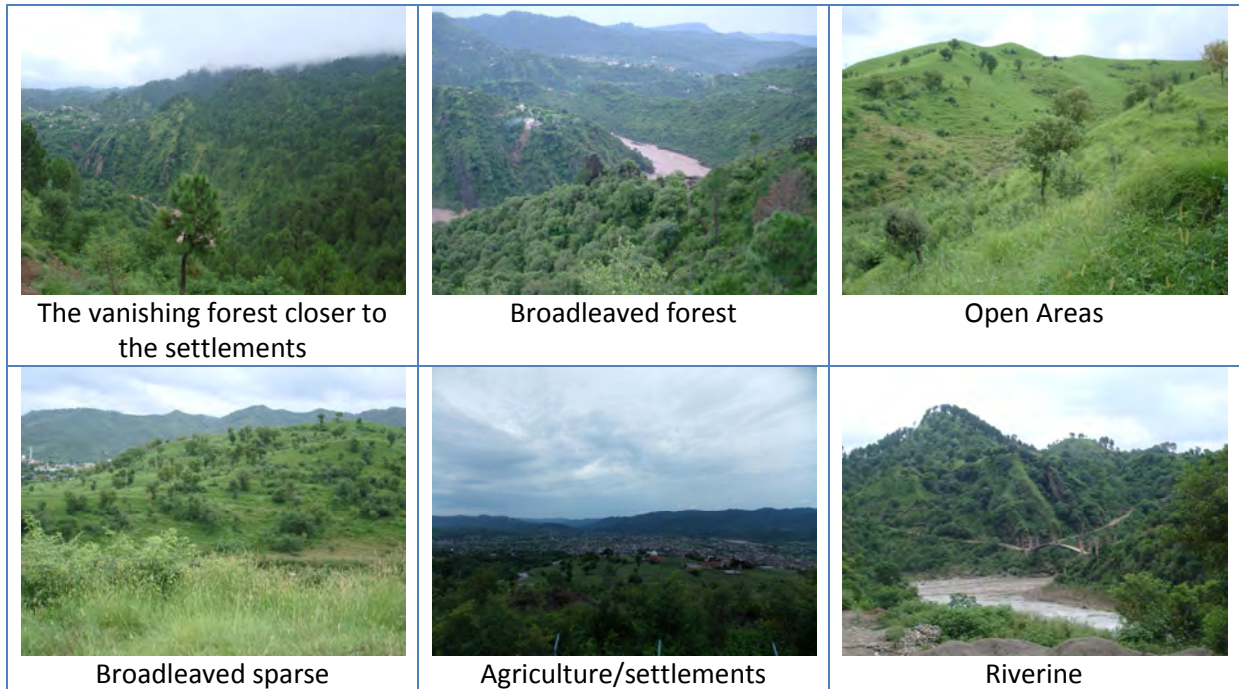 The vanishing forest closer to
the settlements
Broadleaved forest
Open Areas
Broadleaved sparse
Agriculture/settlements
Riverine